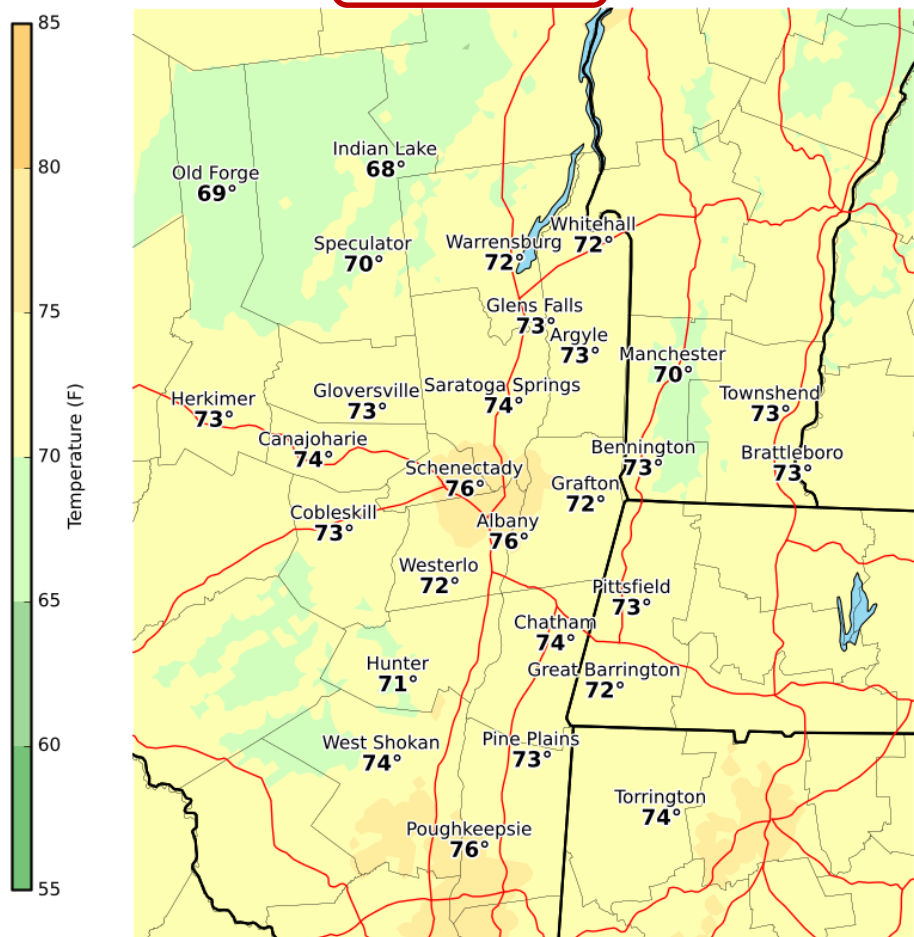 85
80
75
70
65
60
55
Temperature (F)
Indian Lake
68°
Old Forge
69°
Whitehall
72°
Speculator
70°
Warrensburg
72°
Glens Falls
73°
Argyle
73°
Manchester
70°
Saratoga Springs
74°
Gloversville
73°
Townshend
73°
Herkimer
73°
Canajoharie
74°
Bennington
73°
Brattleboro
73°
Schenectady
76°
Grafton
72°
Cobleskill
73°
Albany
76°
Westerlo
72°
Pittsfield
73°
Chatham
74°
Hunter
71°
Great Barrington
72°
West Shokan
74°
Pine Plains
73°
Torrington
74°
Poughkeepsie
76°